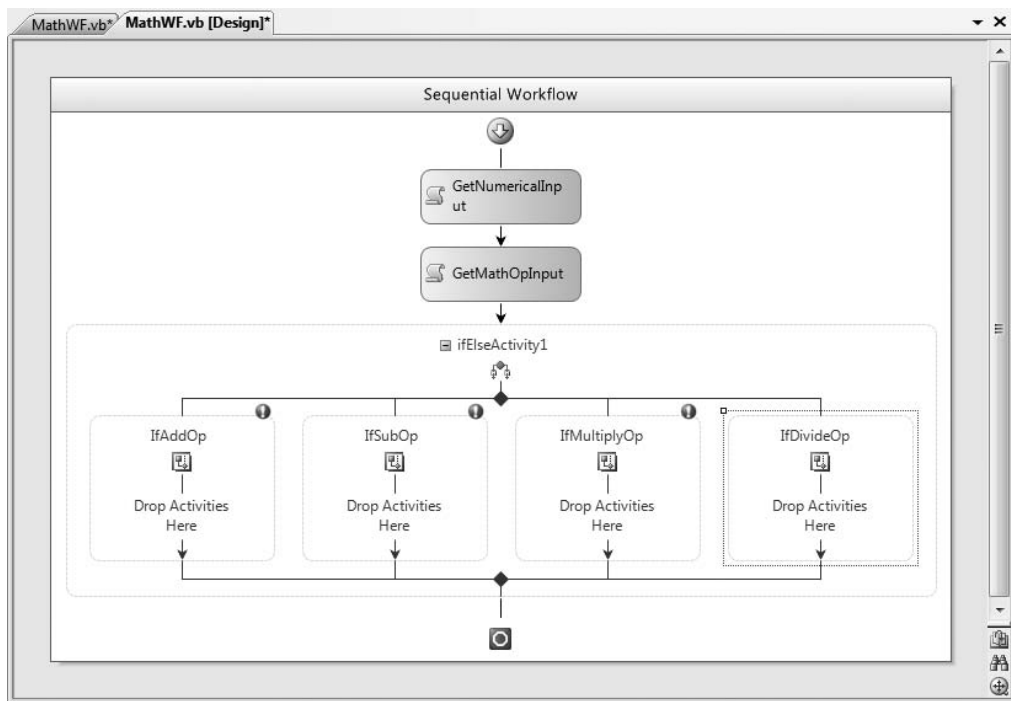 MathWF.vb* MathWF.vb [Design]*
Sequential Workflow
GetNumericalInp
ut
GetMathOpInput
ifElseActivity1
IfAddOp IfSubOp IfMultiplyOp IfDivideOp
Drop Activities Drop Activities Drop Activities Drop Activities
Here Here Here Here